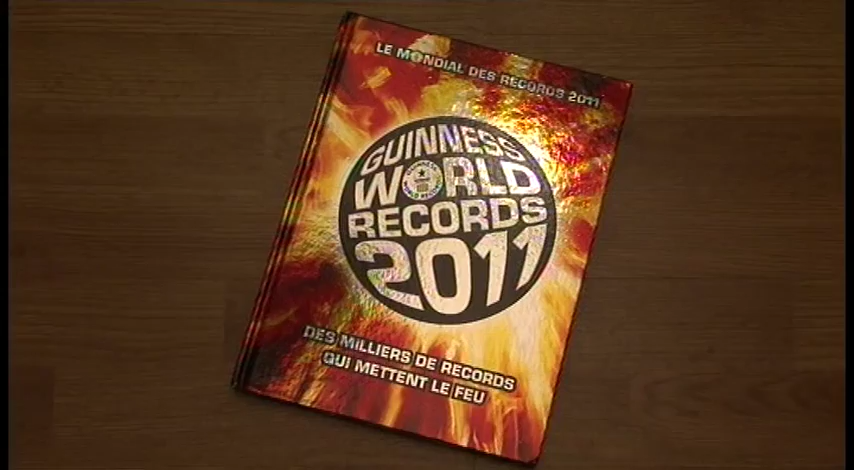 LE MONDIAL DES RECORDS 2011
GUINNESS
WORLD
RECORDS
2011
DES MILLIERS DE RECORDS
QUI METTENT LE FEU